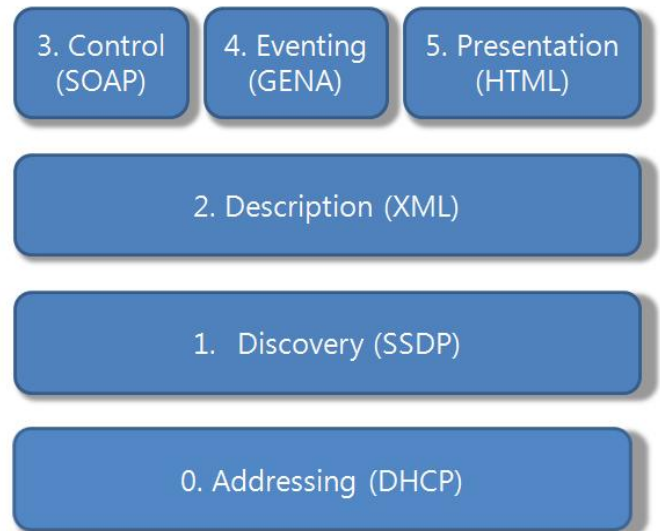 3. Control
(SOAP)
4. Eventing
(GENA)
5. Presentation
(HTML)
2. Description (XML)
1. Discovery (SSDP)
0. Addressing (DHCP)